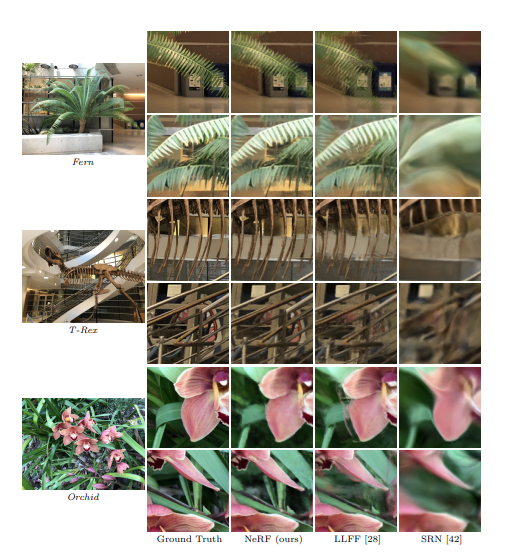 Fern
T-Rex
Orchid
Ground Truth NeRF (ours) LLFF [28] SRN [42]